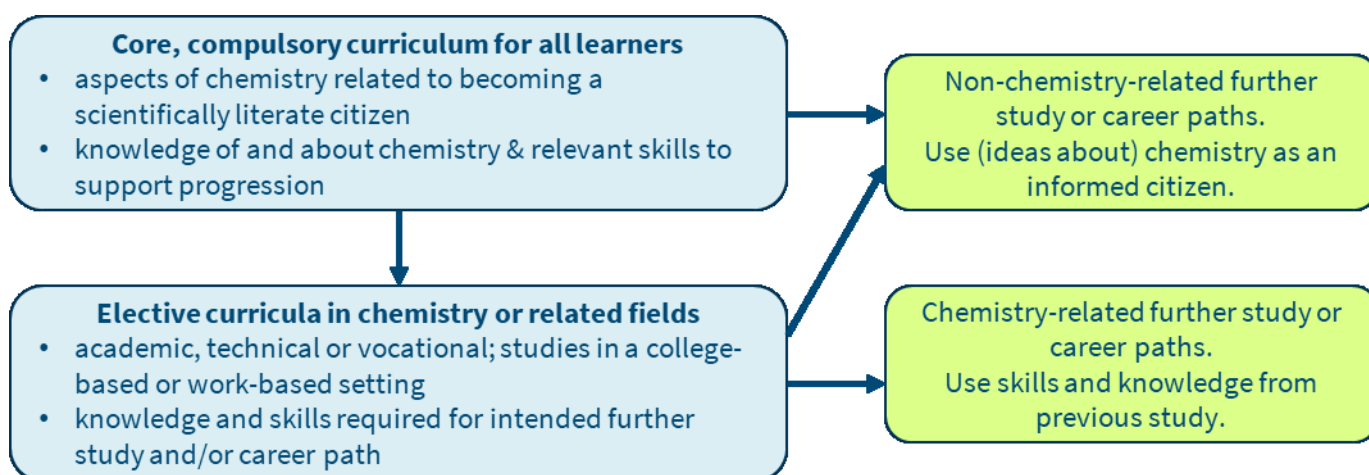 Core, compulsory curriculum for all learners
• aspects of chemistry related to becoming a
scientifically literate citizen
• knowledge of and about chemistry & relevant skills to
support progression
Non-chemistry-related further
study or career paths.
Use (ideas about) chemistry as an
informed citizen.
Elective curricula in chemistry or related fields
• academic, technical or vocational; studies in a college-
based or work-based setting
• knowledge and skills required for intended further
study and/or career path
Chemistry-related further study or
career paths.
Use skills and knowledge from
previous study.